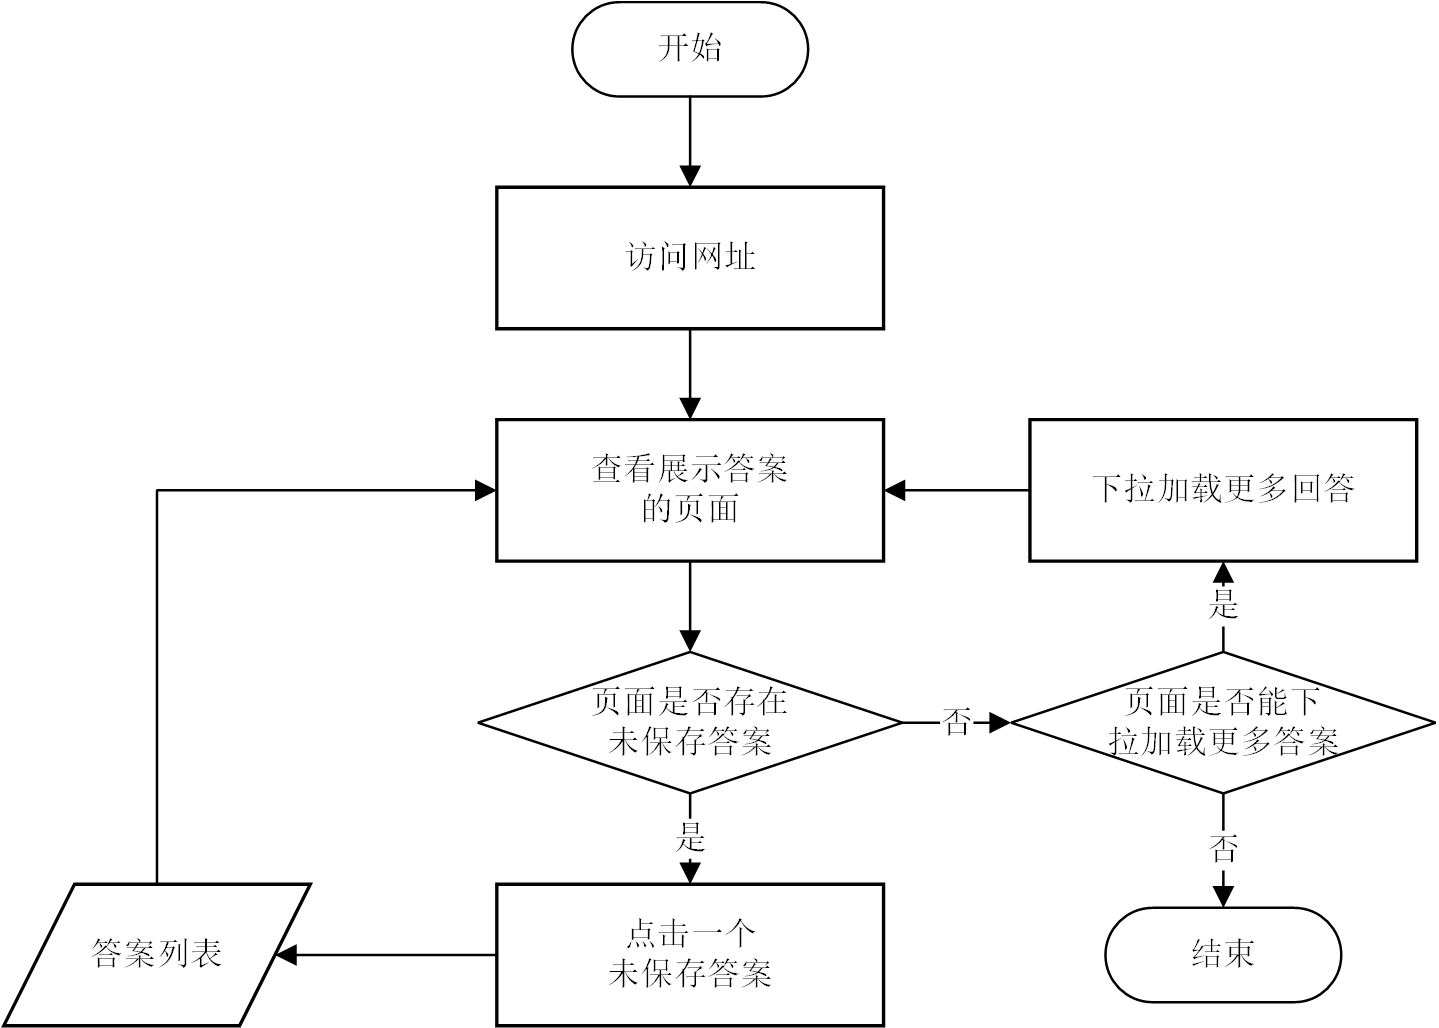 开始
访问网址
查看展示答案
的页面
下拉加载更多回答
是
页面是否存在
未保存答案
否
页面是否能下
拉加载更多答案
是
否
答案列表
点击一个
未保存答案
结束